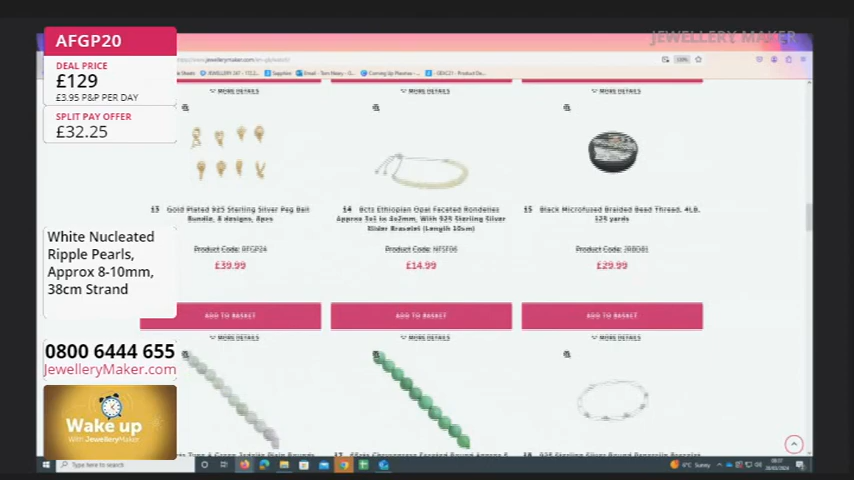 AFGP20
DEAL PRICE
£129
£3.95 P&P PER DAY
SPLIT PAY OFFER
£32.25
White Nucleated
Ripple Pearls,
Approx 8-10mm,
38cm Strand
0800 6444 655
JewelleryMaker.com
Wake up
With JewelleryMaker
JEWELLERY MAKER
MORE DETAILS
MORE DETAILS
MORE DETAILS
Gold Plated 925 Sterling Silver Peg Bail
Bundle, 8 designs, 8pcs
Product Code: AFGP24
£39.99
ADD TO BASKET
MORE DETAILS
8cts Ethiopian Opal Faceted Rondelles
Approx 3x1 to 4x2mm, With 925 Sterling Silver
Slider Bracelet (Length 10cm)
Product Code:
£14.99
ADD TO BASKET
MORE DETAILS
Black Microfused Braided Bead Thread, 4LB,
125 yards
Product Code:
£29.99
ADD TO BASKET
MORE DETAILS
Type here to search
Sunny